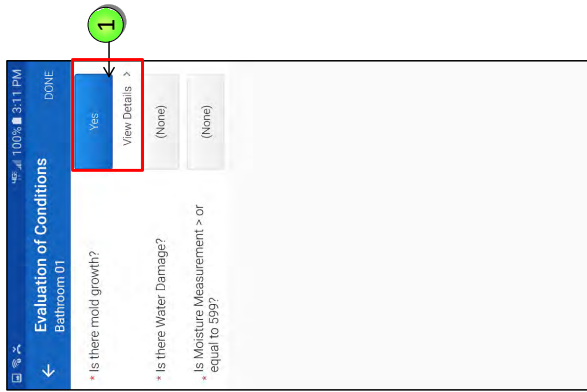 4G 100% 3:11 PM
Evaluation of Conditions
DONE
Bathroom 01
* Is there mold growth?
Yes
View Details >
* Is there Water Damage?
(None)
* Is Moisture Measurement > or
equal to 599?
(None)
1